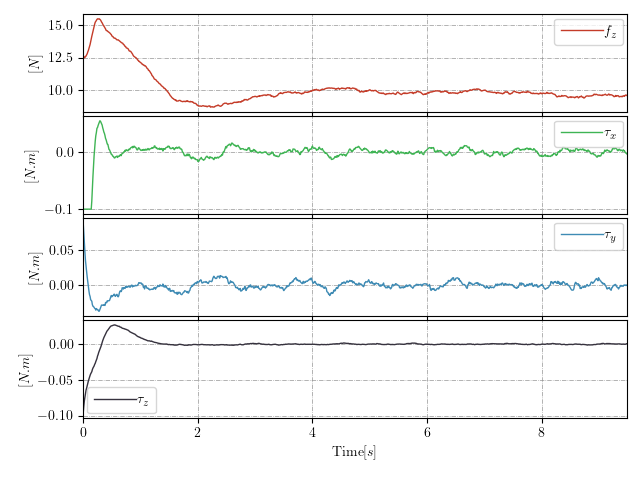 15.0
12.5
10.0
[N]
f_z
0.0
−0.1
[N.m]
τ_x
0.05
0.00
[N.m]
τ_y
0.00
−0.05
−0.10
[N.m]
τ_z
0 2 4 6 8
Time[s]